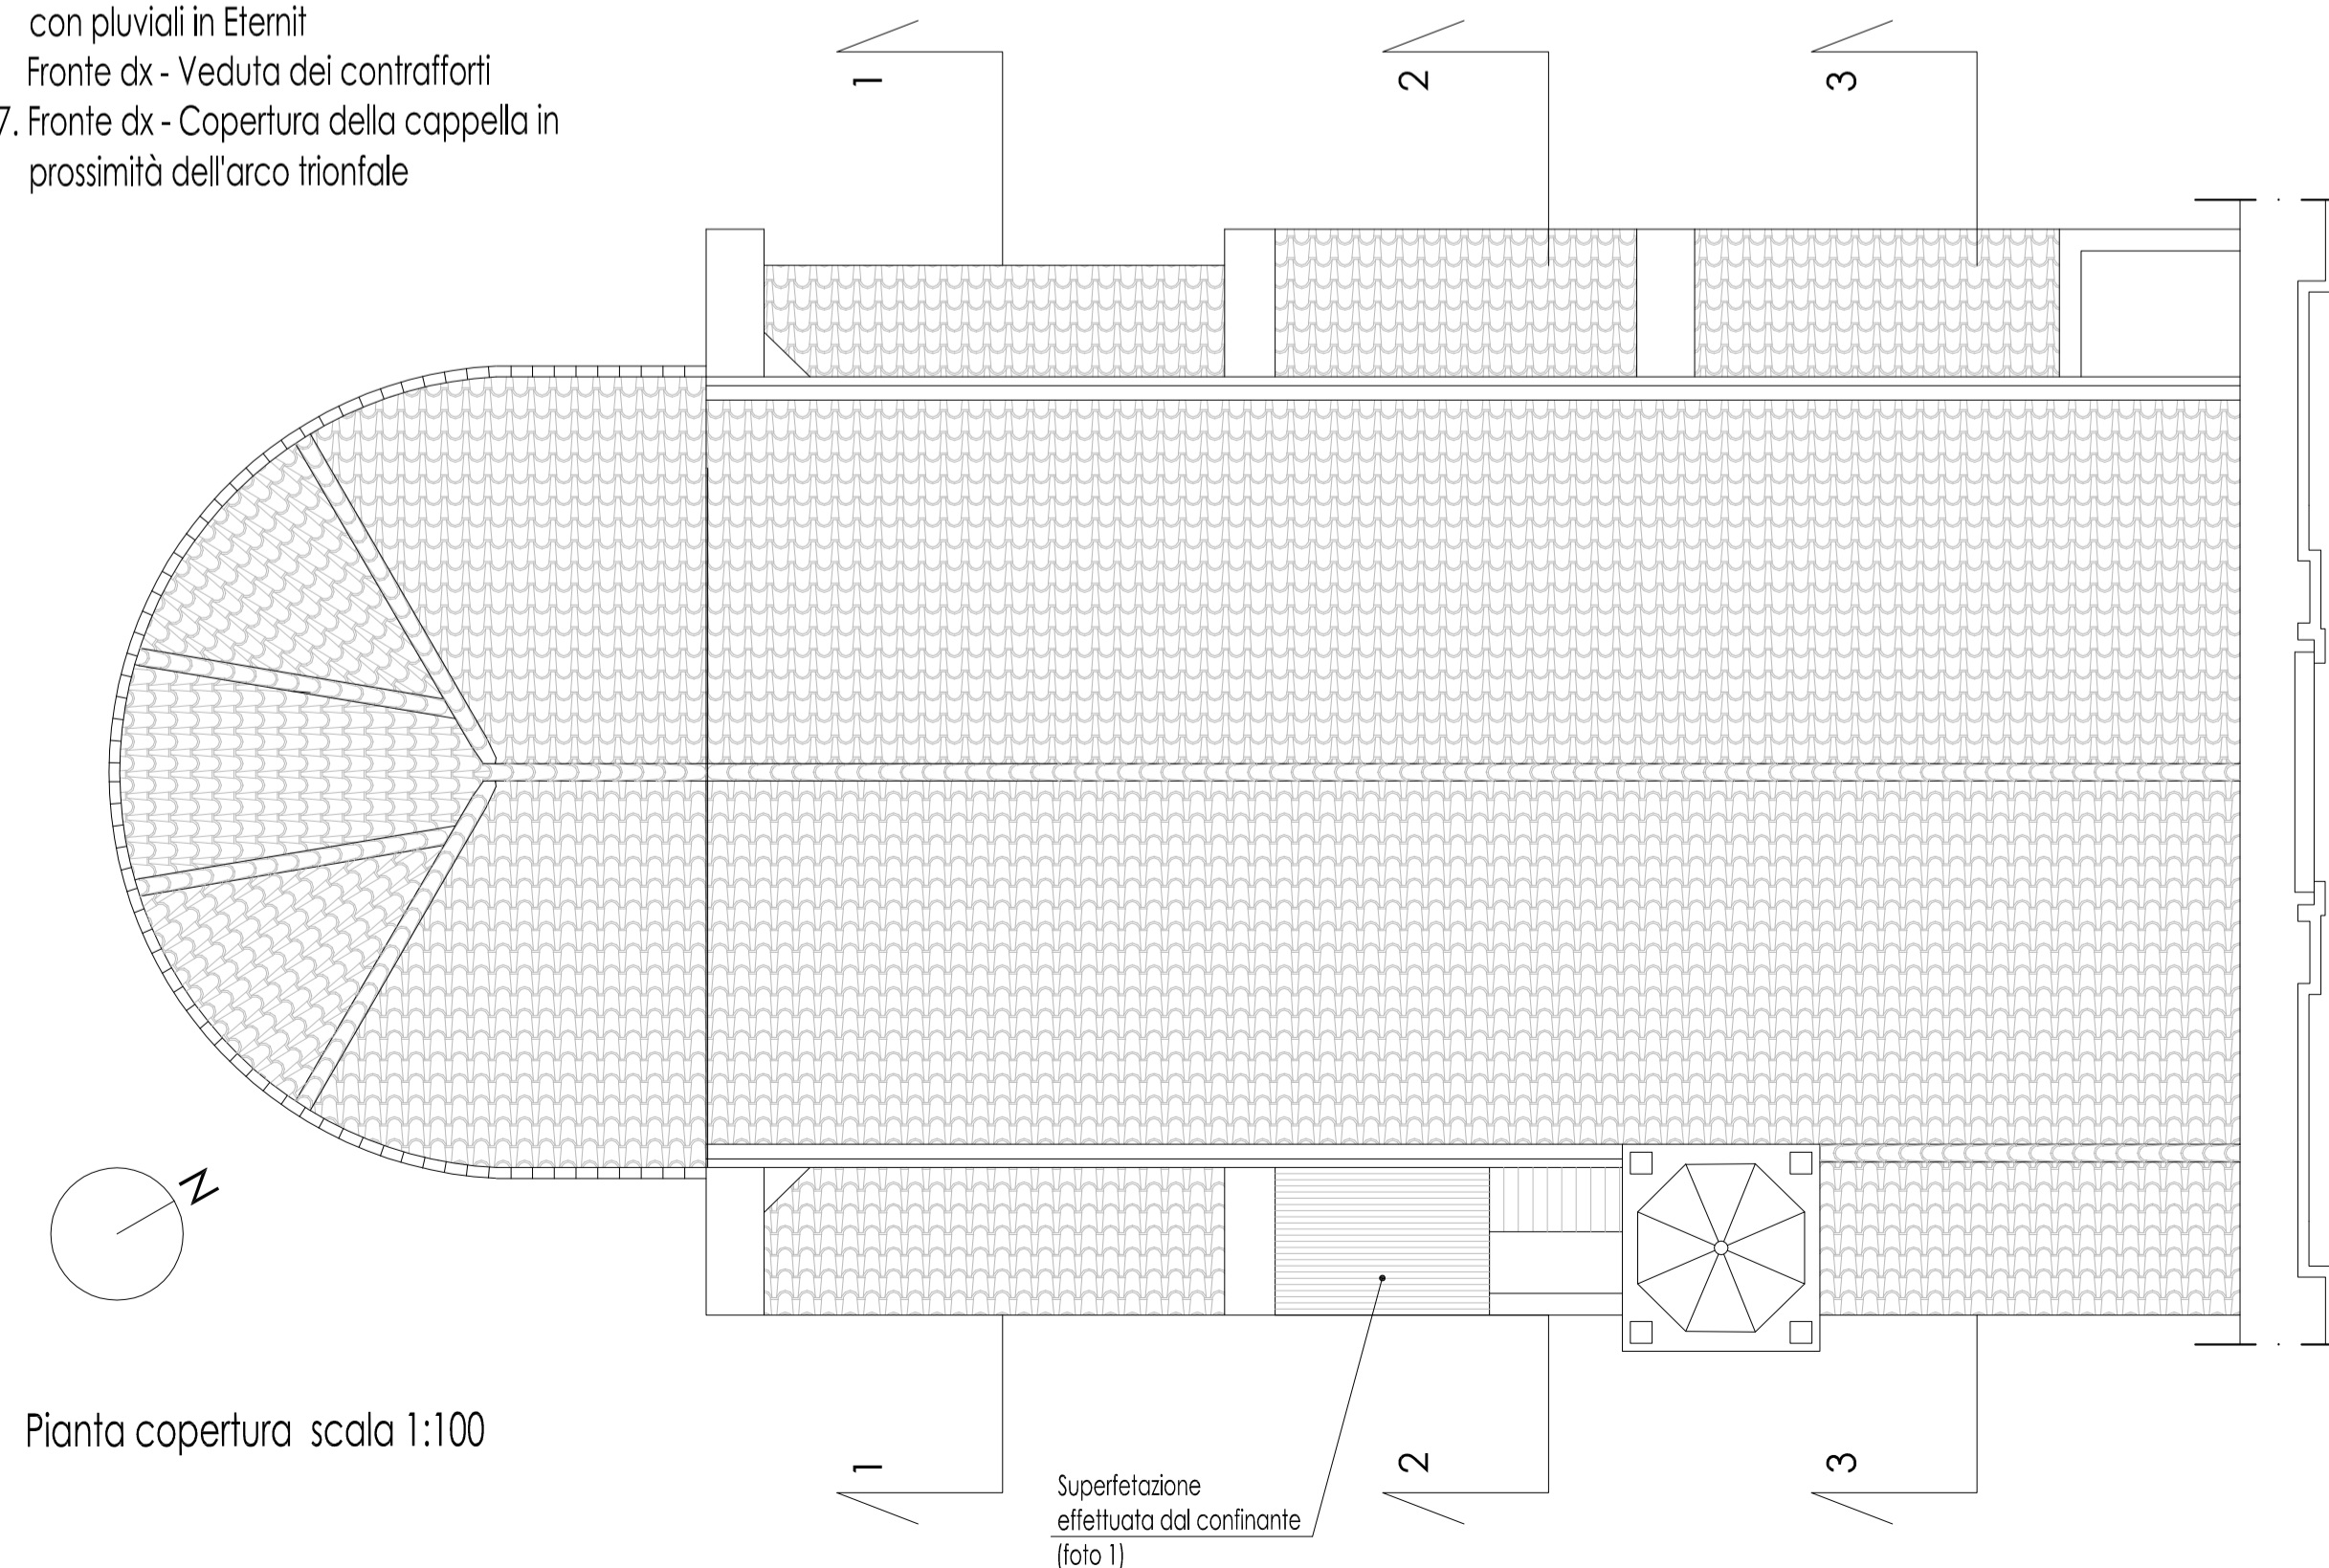 con pluviali in Eternit
Fronte dx - Veduta dei contrafforti
7. Fronte dx - Copertura della cappella in
prossimità dell'arco trionfale
1
2
3
N
Pianta copertura scala 1:100
1
2
3
Superfetazione
effettuata dal confinante
(foto 1)